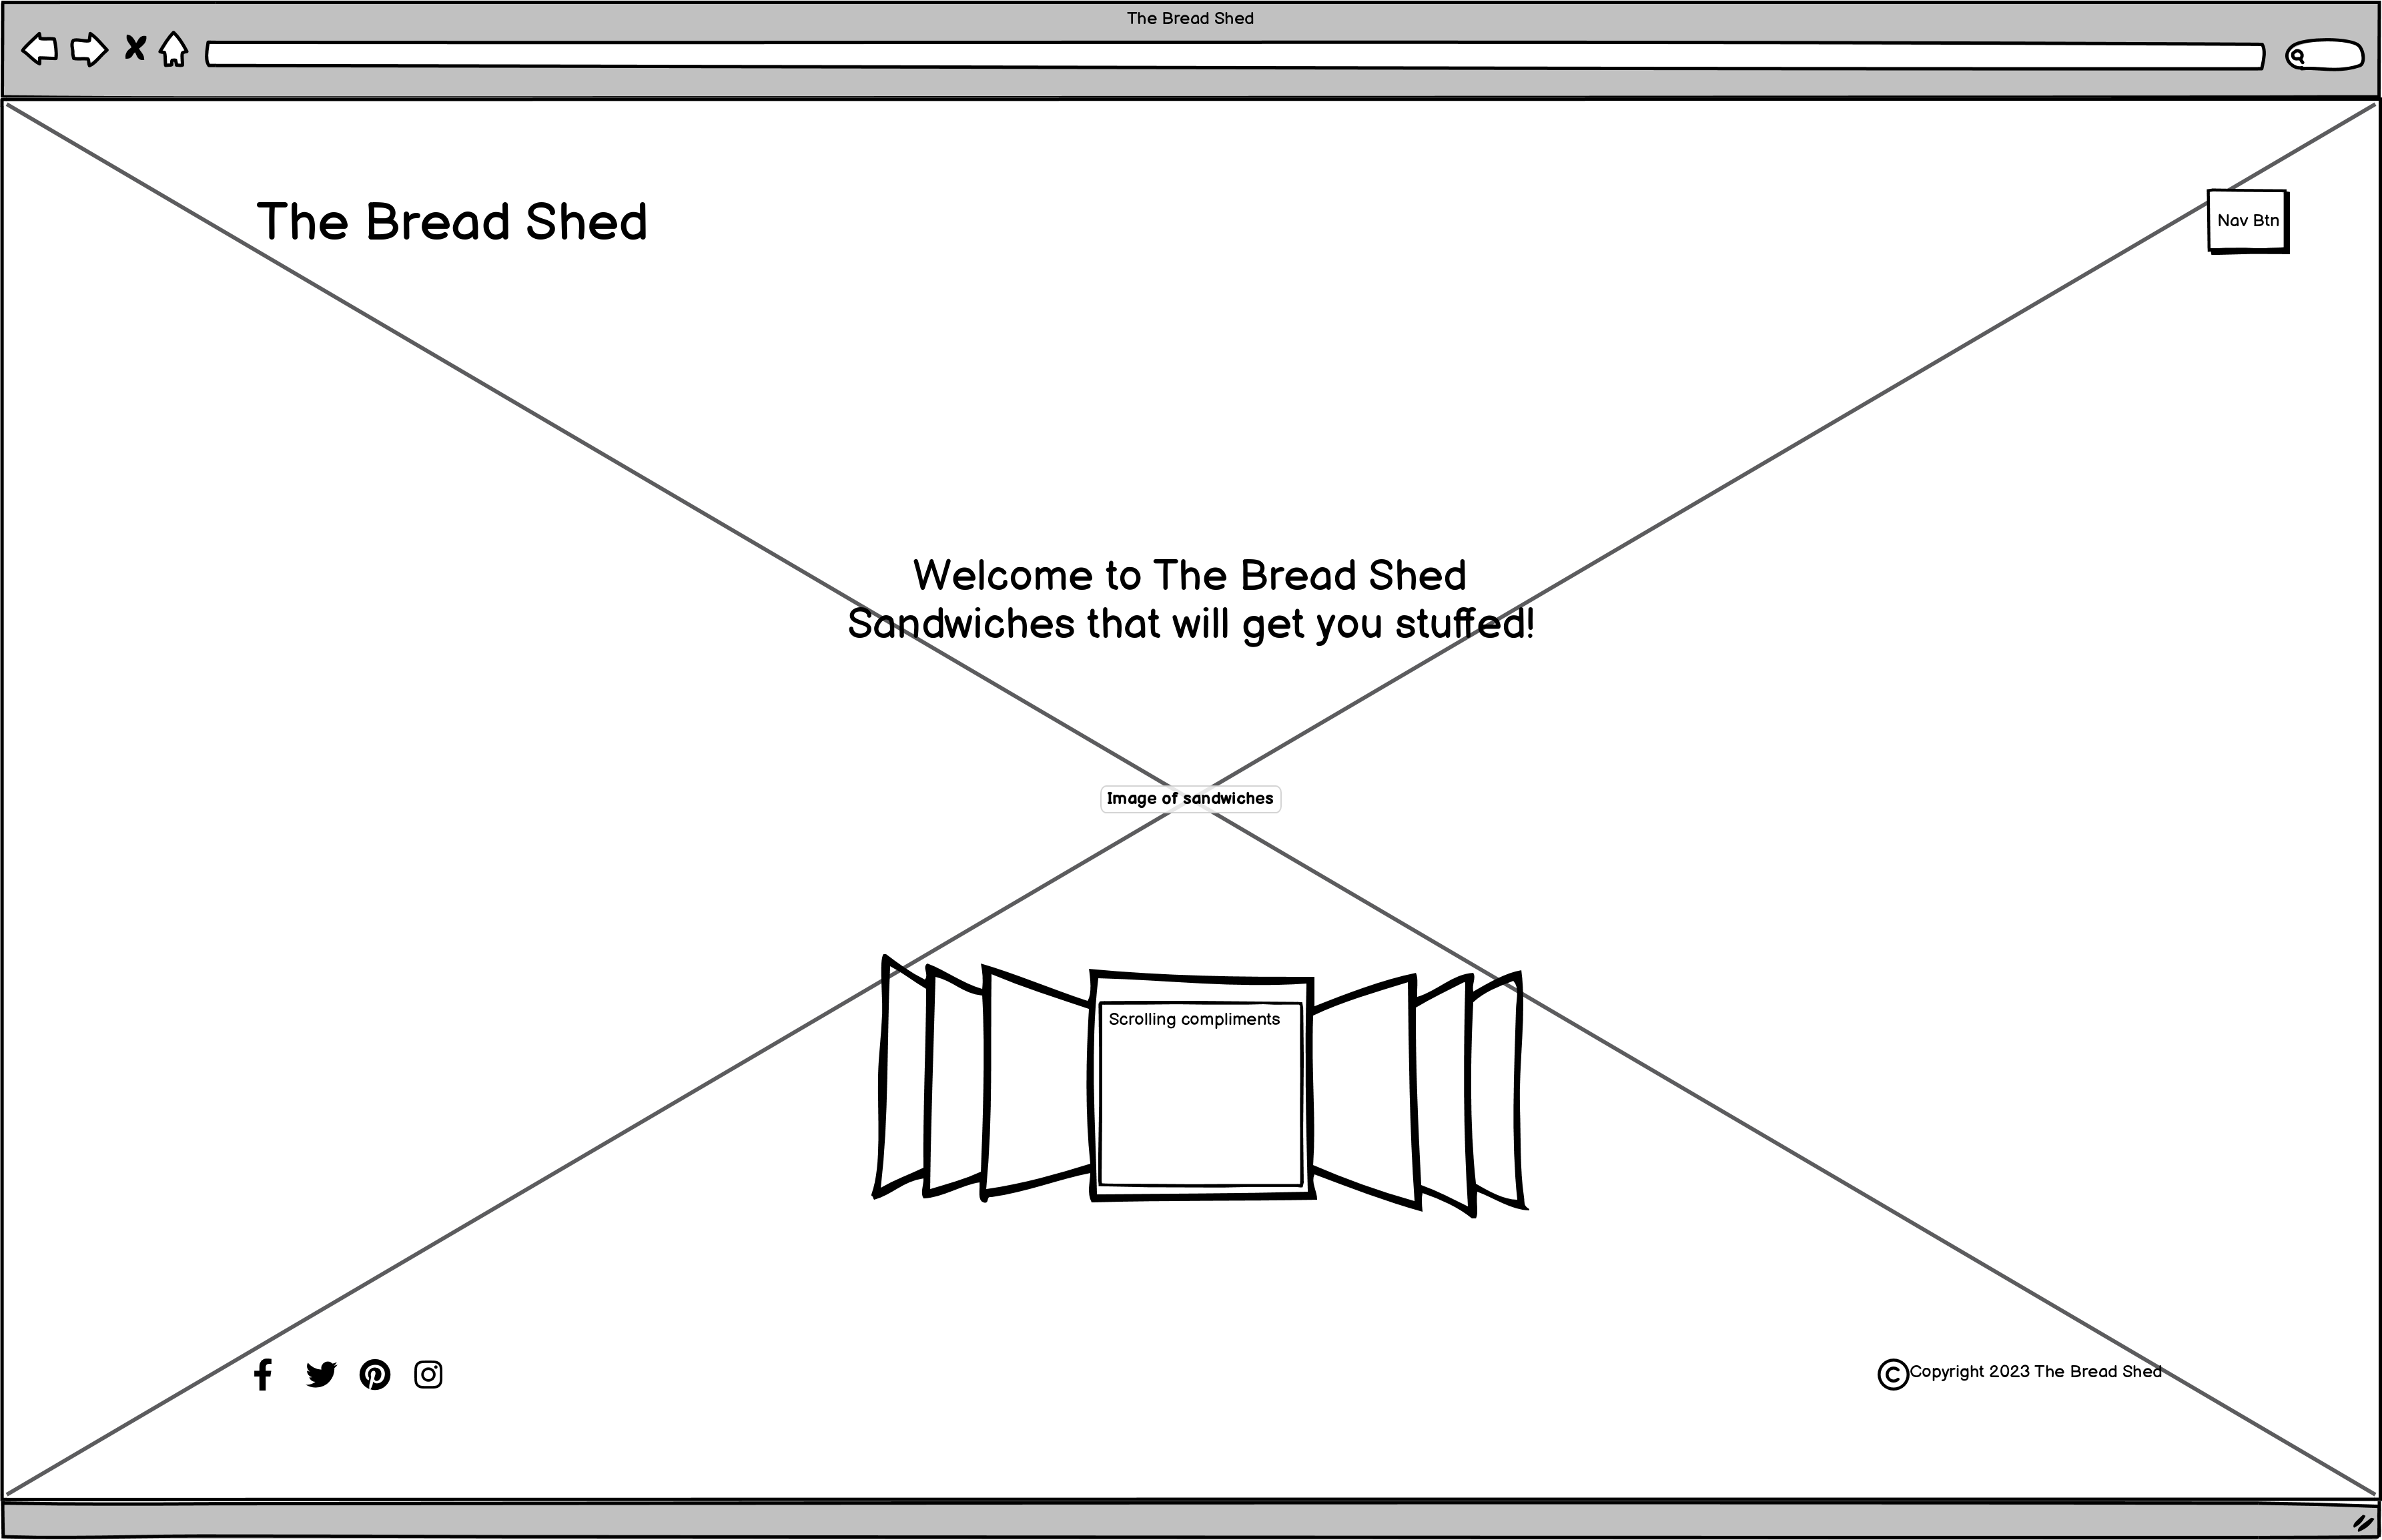 The Bread Shed
The Bread Shed
Nav Btn
Welcome to The Bread Shed
Sandwiches that will get you stuffed!
Image of sandwiches
Scrolling compliments
© Copyright 2023 The Bread Shed